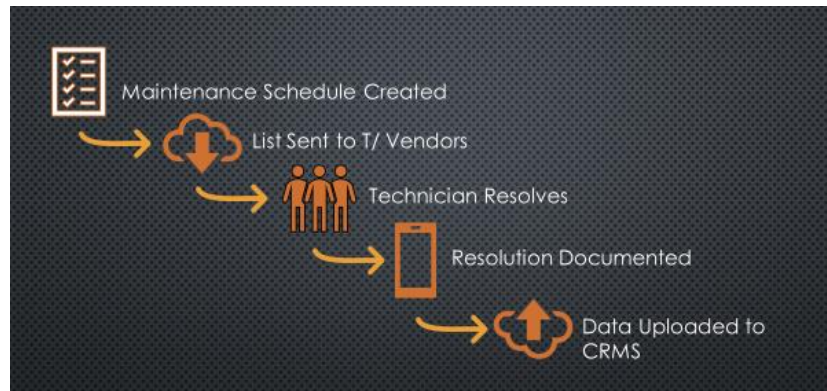 Maintenance Schedule Created
List Sent to T/ Vendors
Technician Resolves
Resolution Documented
Data Uploaded to
CRMS